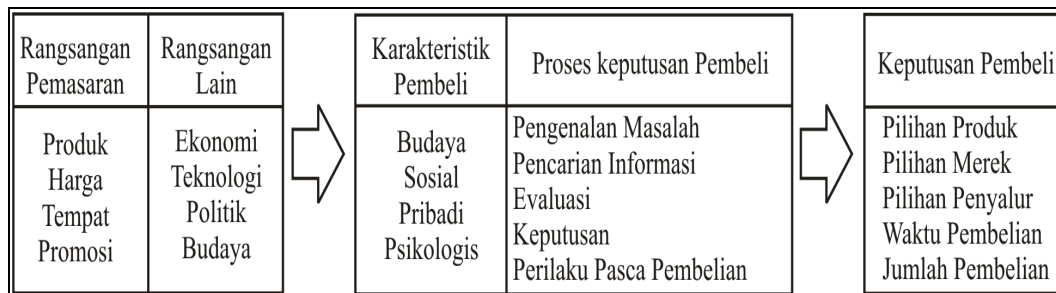 Rangsangan
Pemasaran
Rangsangan
Lain
Produk
Harga
Tempat
Promosi
Ekonomi
Teknologi
Politik
Budaya
Karakteristik
Pembeli
Proses keputusan Pembeli
Budaya
Sosial
Pribadi
Psikologis
Pengenalan Masalah
Pencarian Informasi
Evaluasi
Keputusan
Perilaku Pasca Pembelian
Keputusan Pembeli
Pilihan Produk
Pilihan Merek
Pilihan Penyalur
Waktu Pembelian
Jumlah Pembelian